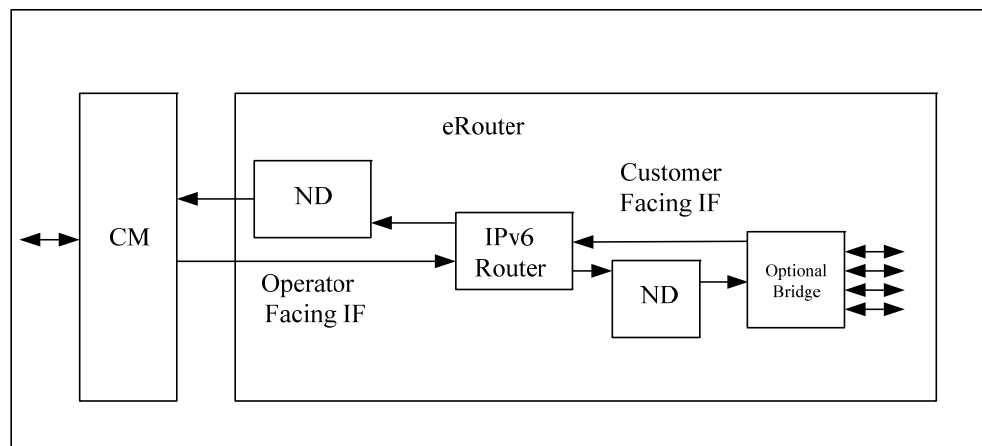 eRouter
Customer
Facing IF
ND
CM
IPv6
Router
Operator
Facing IF
ND
Optional
Bridge